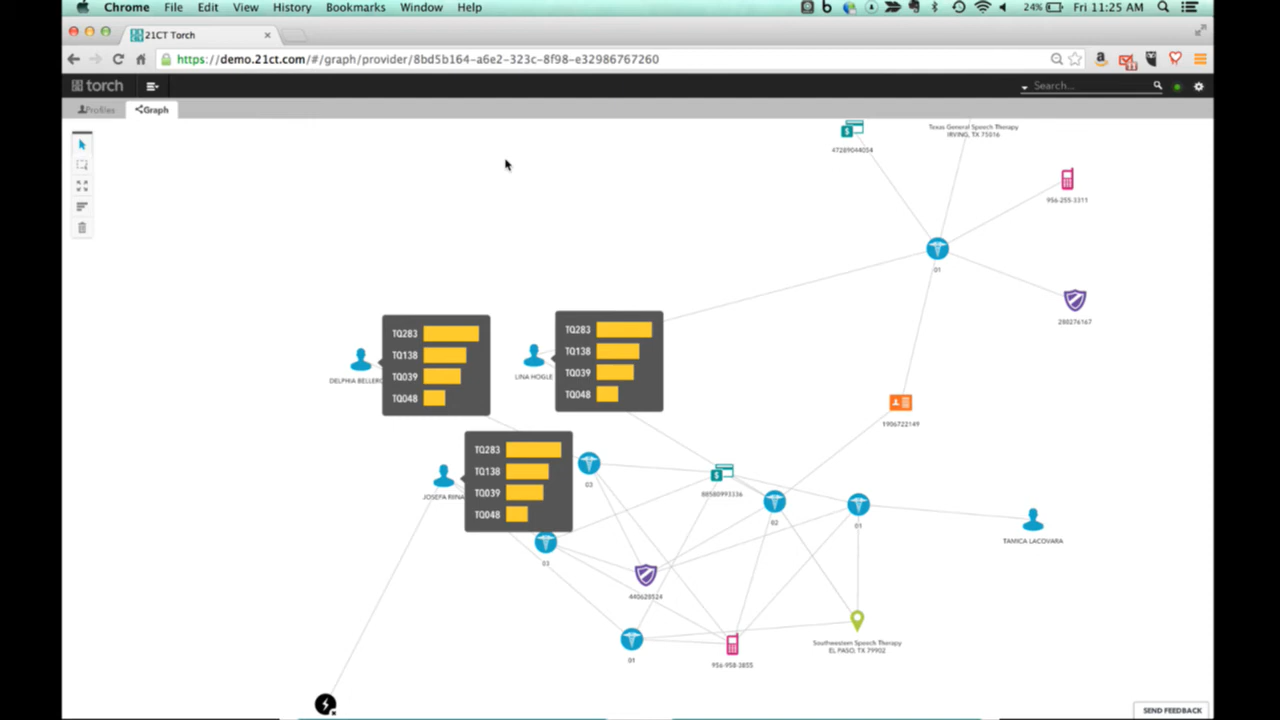 Chrome File Edit View History Bookmarks Window Help
24% Fri 11:25 AM
21CT Torch
https://demo.21ct.com/#/graph/provider/8bd5b164-a6e2-323c-8f98-e32986767260
torch
Search...
Profiles
Graph
Texas General Speech Therapy
IRVING, TX 75016
47289044054
956-255-3311
01
280276167
TQ283
TQ138
TQ039
TQ048
DELPHIA BELLERO
TQ283
TQ138
TQ039
TQ048
LINA HOGLE
1906722149
TQ283
TQ138
TQ039
TQ048
JOSEFA RIINA
03
88580993336
02
01
TAMICA LACOVARA
03
440628524
01
956-958-3855
Southwestern Speech Therapy
EL PASO, TX 79902
SEND FEEDBACK